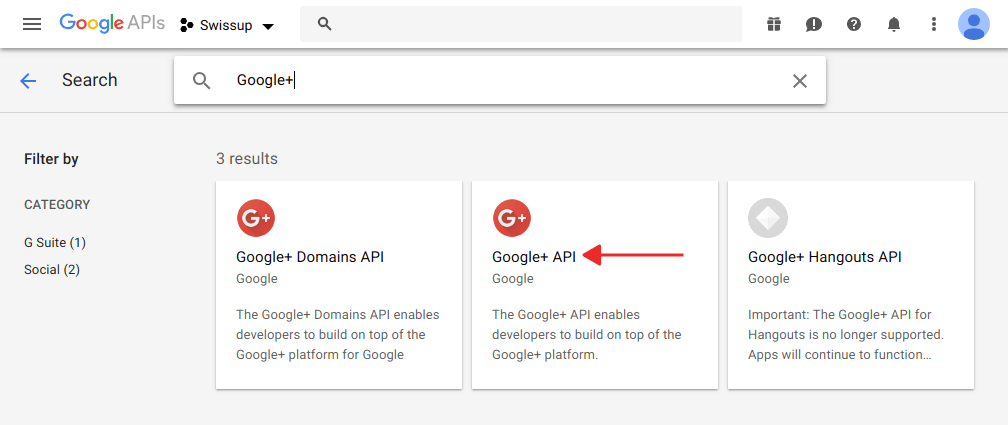 Google APIs Swissup
Search Google+
Filter by
3 results
CATEGORY
G Suite (1)
Social (2)
G+
Google+ Domains API
Google
The Google+ Domains API enables
developers to build on top of the
Google+ platform for Google
G+
Google+ API
Google
The Google+ API enables
developers to build on top of the
Google+ platform.
Google+ Hangouts API
Google
Important: The Google+ API for
Hangouts is no longer supported.
Apps will continue to function...